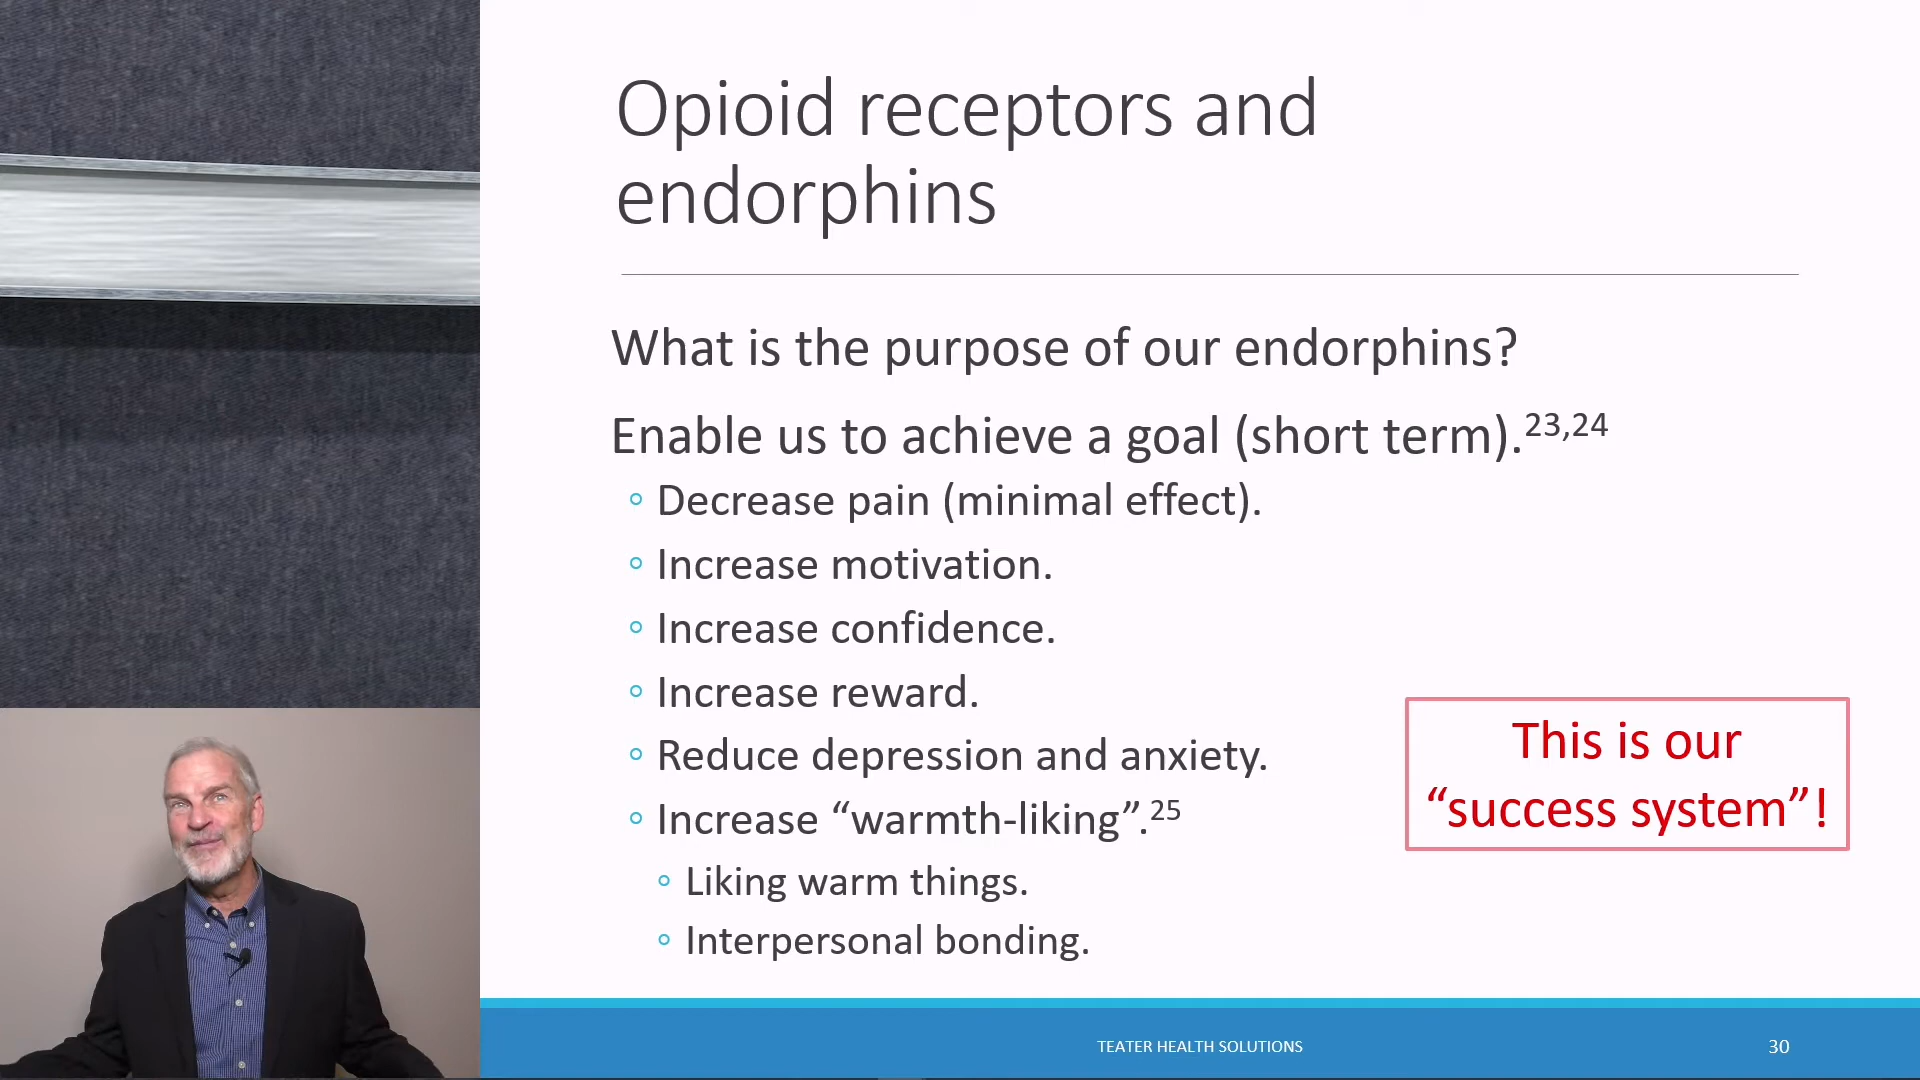 Opioid receptors and
endorphins
What is the purpose of our endorphins?
Enable us to achieve a goal (short term).23,24
◦ Decrease pain (minimal effect).
◦ Increase motivation.
◦ Increase confidence.
◦ Increase reward.
◦ Reduce depression and anxiety.
◦ Increase “warmth-liking”.25
◦ Liking warm things.
◦ Interpersonal bonding.
This is our
“success system”!
TEATER HEALTH SOLUTIONS
30